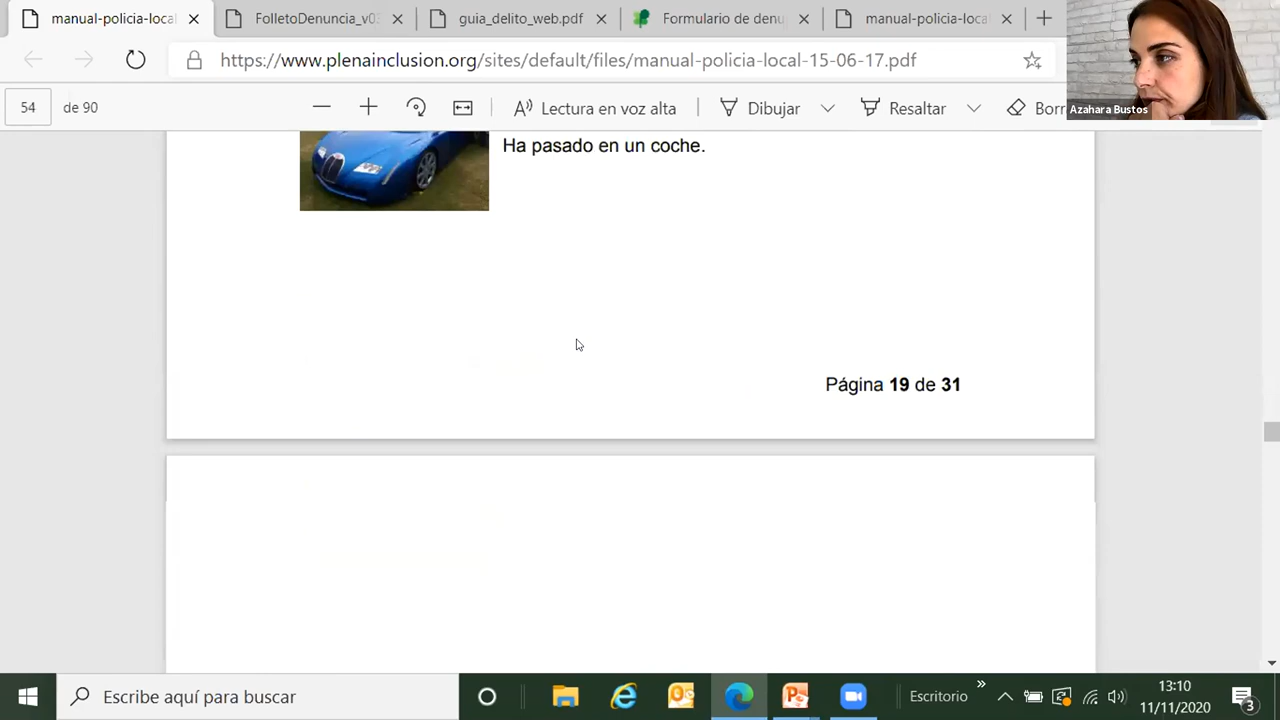 manual-policia-local
FolletoDenuncia_v0
guia_delito_web.pdf
Formulario de denu
manual-policia-local
https://www.plenainclusion.org/sites/default/files/manual-policia-local-15-06-17.pdf
54 de 90
Lectura en voz alta
Dibujar
Resaltar
Borr
Azahara Bustos
Ha pasado en un coche.
Página 19 de 31
Escribe aquí para buscar
Escritorio
13:10
11/11/2020
3